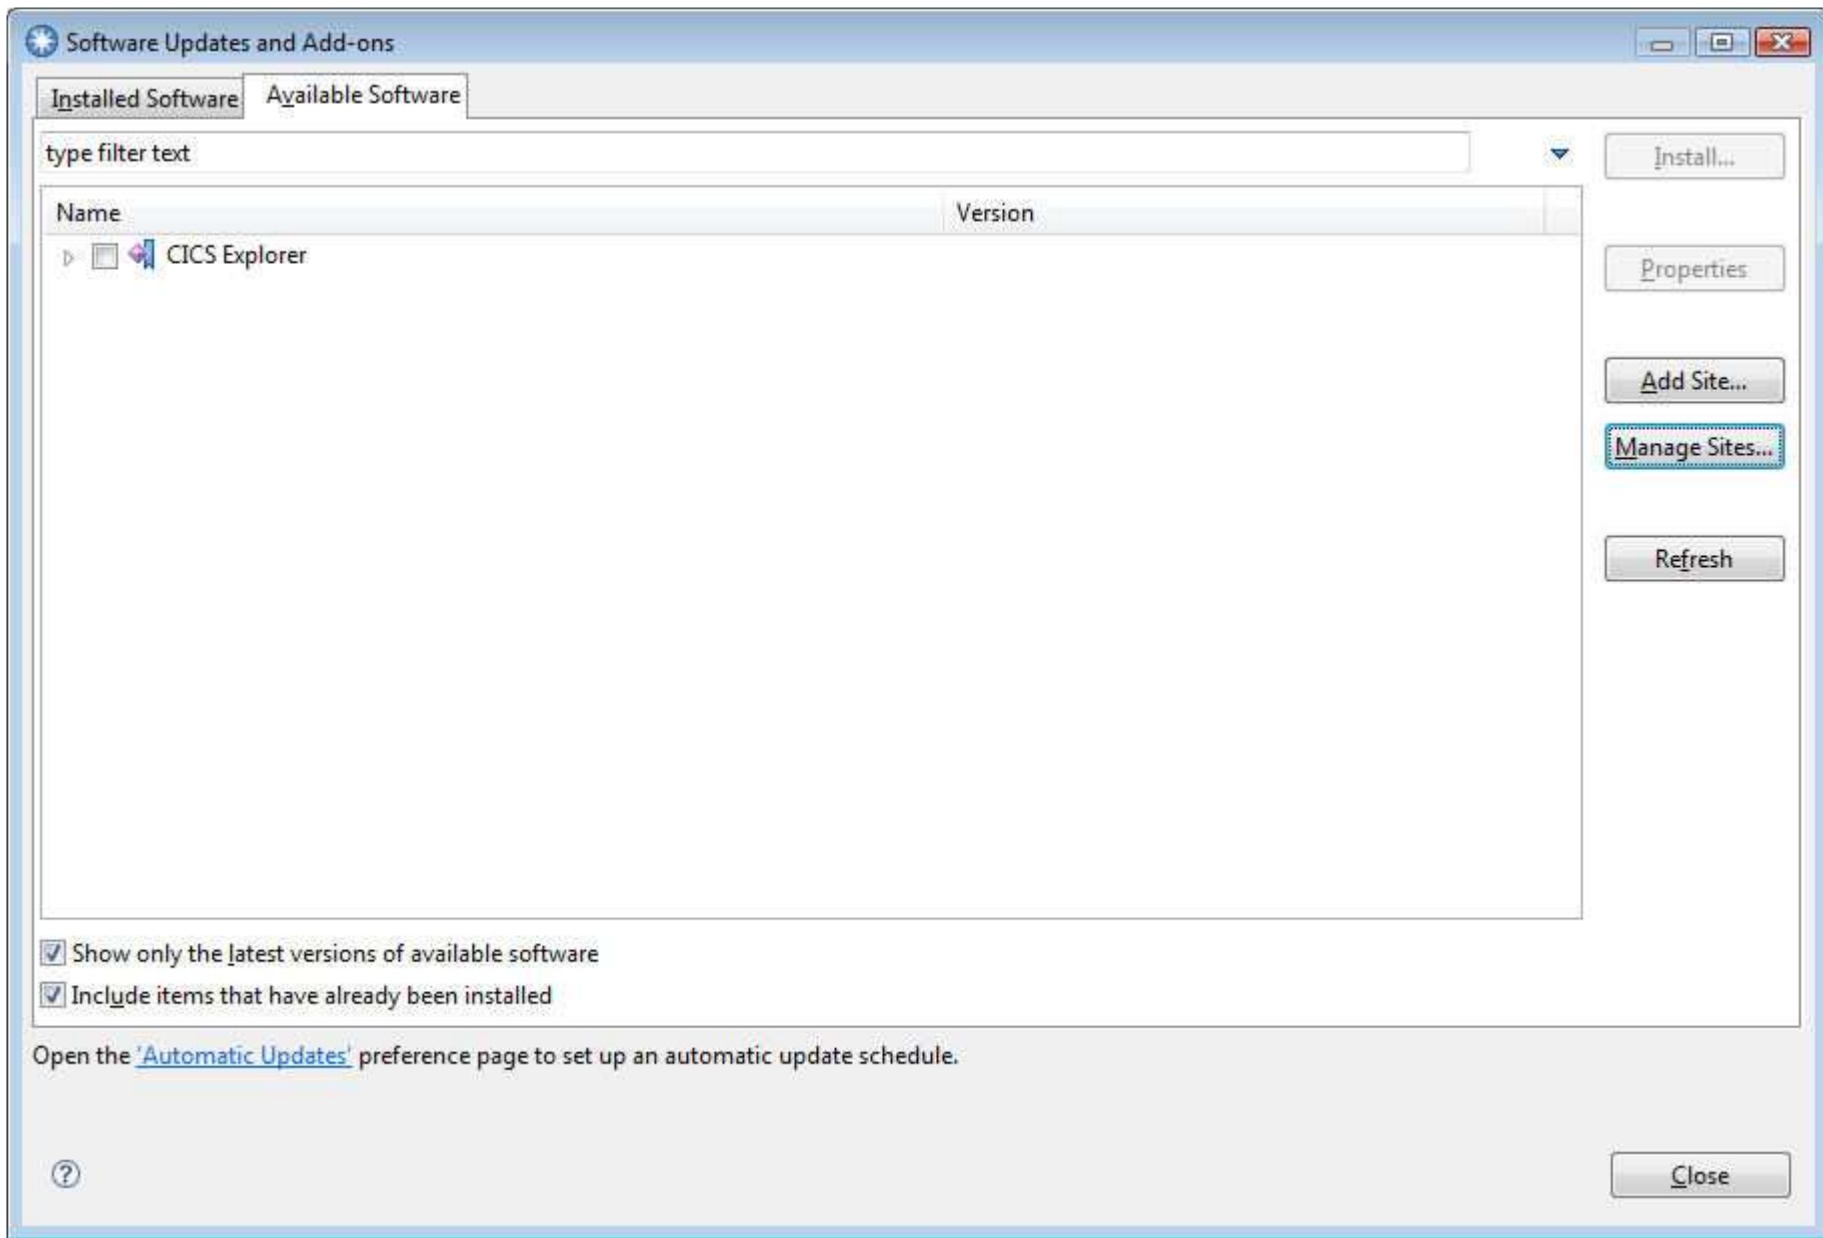 Software Updates and Add-ons
Installed Software Available Software
type filter text
Install...
Name Version
CICS Explorer
Properties
Add Site...
Manage Sites...
Refresh
Show only the latest versions of available software
Include items that have already been installed
Open the 'Automatic Updates' preference page to set up an automatic update schedule.
?
Close